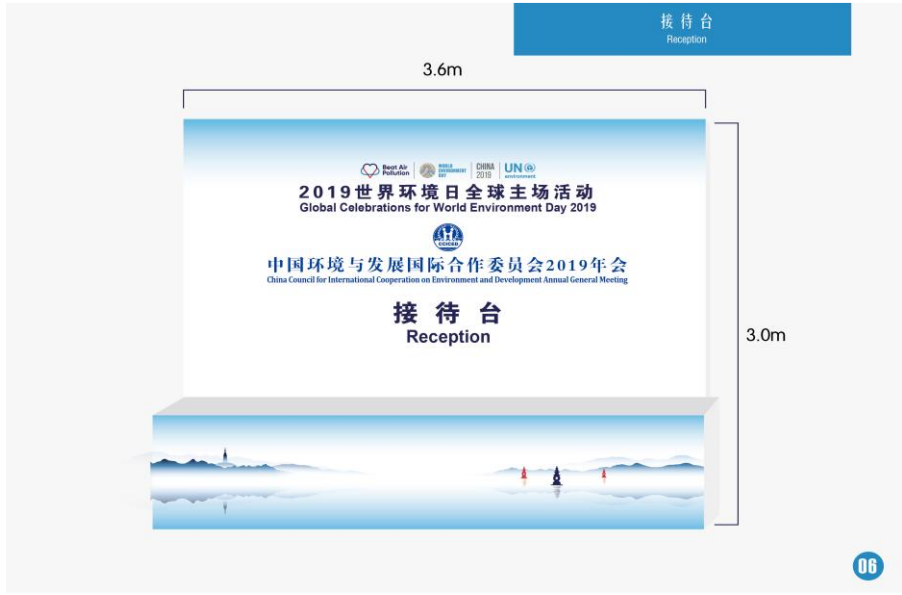 接待台
Reception
3.6m
Beat Air
Pollution
WORLD
ENVIRONMENT
DAY
CHINA
2019
UN
environment
2019世界环境日全球主场活动
Global Celebrations for World Environment Day 2019
CCICED
中国环境与发展国际合作委员会2019年会
China Council for International Cooperation on Environment and Development Annual General Meeting
接待台
Reception
3.0m
06